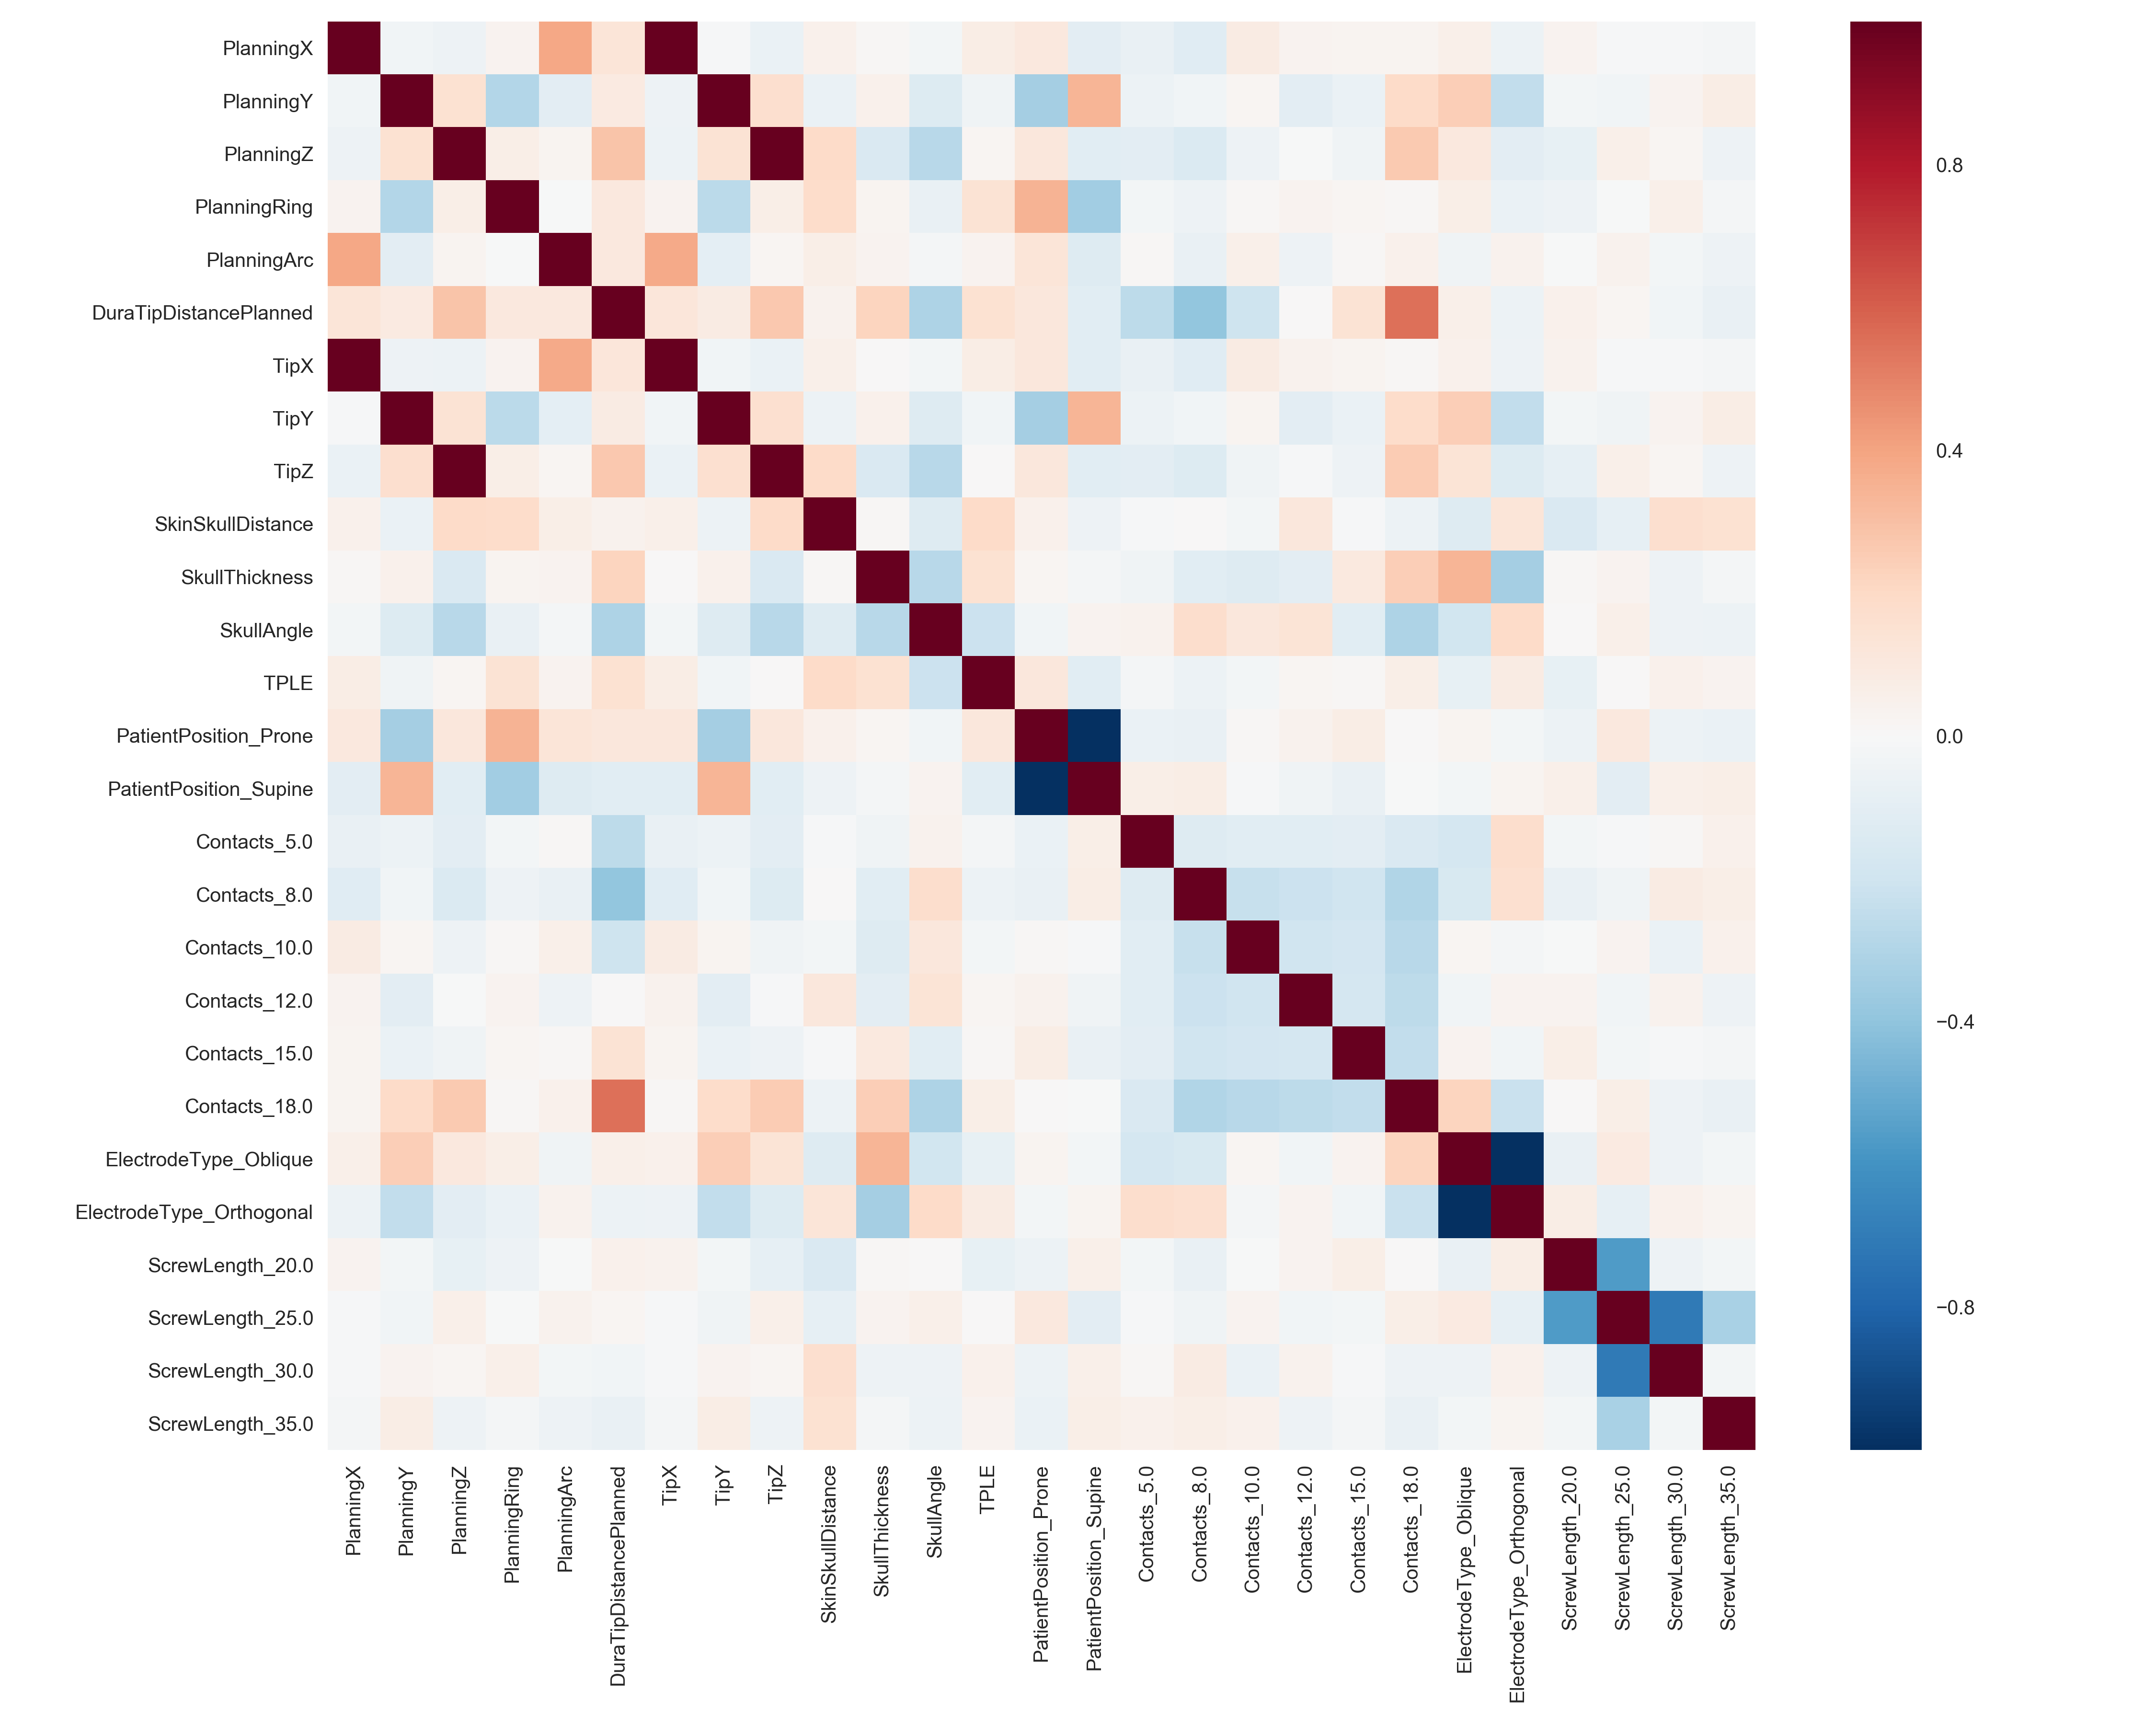 PlanningX
PlanningY
PlanningZ
PlanningRing
PlanningArc
DuraTipDistancePlanned
TipX
TipY
TipZ
SkinSkullDistance
SkullThickness
SkullAngle
TPLE
PatientPosition_Prone
PatientPosition_Supine
Contacts_5.0
Contacts_8.0
Contacts_10.0
Contacts_12.0
Contacts_15.0
Contacts_18.0
ElectrodeType_Oblique
ElectrodeType_Orthogonal
ScrewLength_20.0
ScrewLength_25.0
ScrewLength_30.0
ScrewLength_35.0
PlanningX
PlanningY
PlanningZ
PlanningRing
PlanningArc
DuraTipDistancePlanned
TipX
TipY
TipZ
SkinSkullDistance
SkullThickness
SkullAngle
TPLE
PatientPosition_Prone
PatientPosition_Supine
Contacts_5.0
Contacts_8.0
Contacts_10.0
Contacts_12.0
Contacts_15.0
Contacts_18.0
ElectrodeType_Oblique
ElectrodeType_Orthogonal
ScrewLength_20.0
ScrewLength_25.0
ScrewLength_30.0
ScrewLength_35.0
0.8
0.4
0.0
−0.4
−0.8